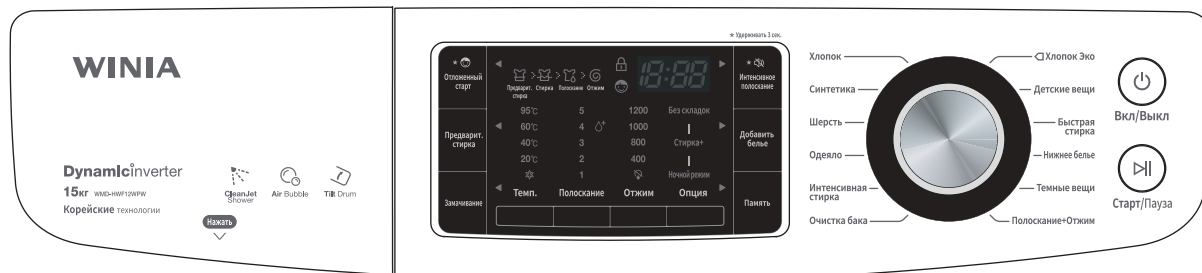 WINIA
Dynamic inverter
15кг WMD-HWF12WPW
Корейские технологии
CleanJet
Shower
Air Bubble
Tilt Drum
Нажать
★ Удерживать 3 сек.
★
Отложенный
старт
Предварит.
стирка
Замачивание
Предварит.
стирка
Стирка
Полоскание
Отжим
18:88
95°C 5 1200 Без складок
60°C 4 1000
40°C 3 800 Стирка+
20°C 2 400
1 Ночной режим
Темп. Полоскание Отжим Опция
★
Интенсивное
полоскание
Добавить
белье
Память
Хлопок
Синтетика
Шерсть
Одеяло
Интенсивная
стирка
Очистка бака
Хлопок Эко
Детские вещи
Быстрая
стирка
Нижнее белье
Темные вещи
Полоскание+Отжим
Вкл/Выкл
Старт/Пауза